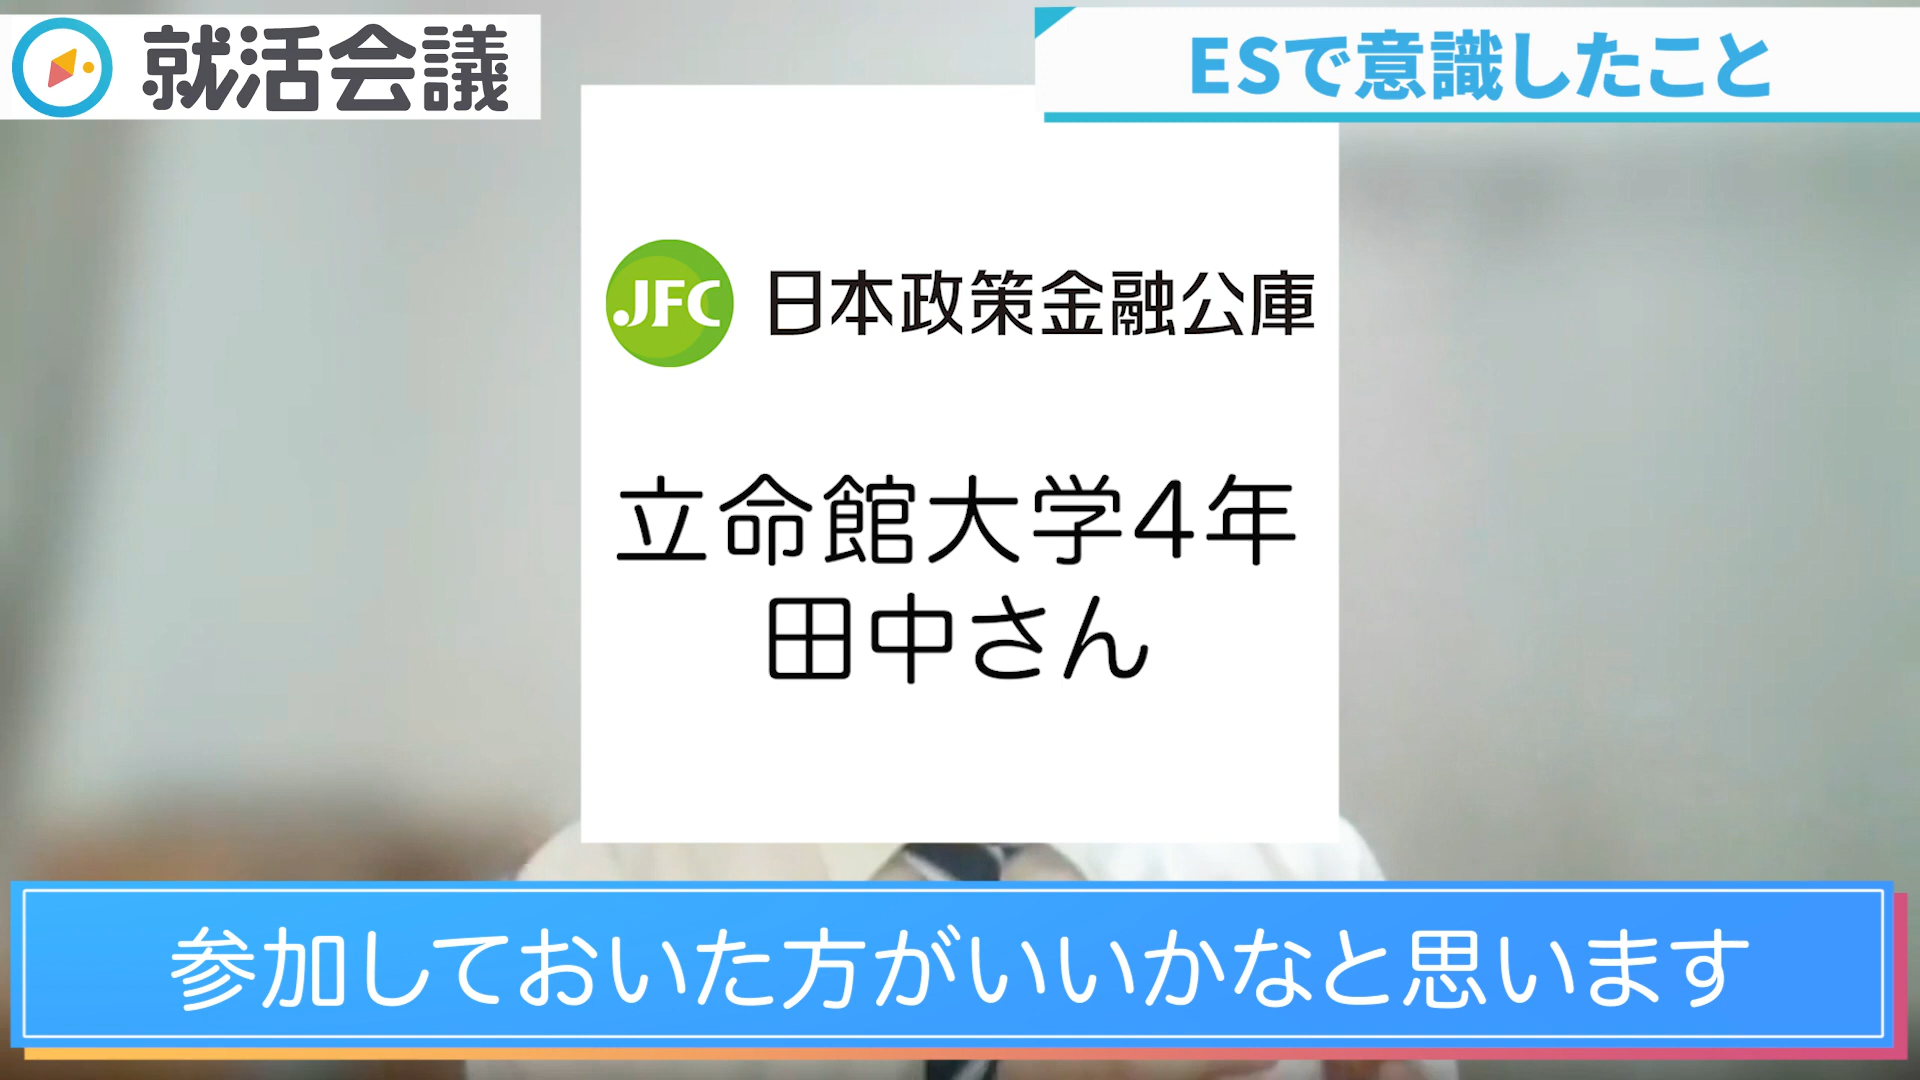 就活会議
ESで意識したこと
JFC 日本政策金融公庫
立命館大学4年
田中さん
参加しておいた方がいいかなと思います